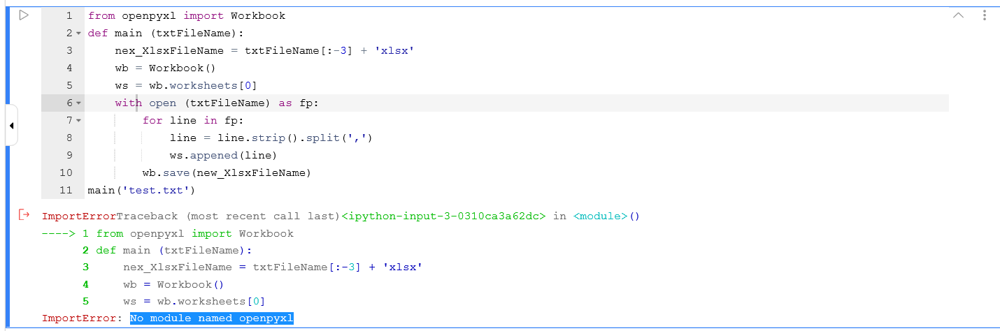 1 from openpyxl import Workbook
2 def main (txtFileName):
3     nex_XlsxFileName = txtFileName[:-3] + 'xlsx'
4     wb = Workbook()
5     ws = wb.worksheets[0]
6     with open (txtFileName) as fp:
7         for line in fp:
8             line = line.strip().split(',')
9             ws.appened(line)
10         wb.save(new_XlsxFileName)
11 main('test.txt')
ImportErrorTraceback (most recent call last)<ipython-input-3-0310ca3a62dc> in <module>()
----> 1 from openpyxl import Workbook
      2 def main (txtFileName):
      3     nex_XlsxFileName = txtFileName[:-3] + 'xlsx'
      4     wb = Workbook()
      5     ws = wb.worksheets[0]
ImportError: No module named openpyxl